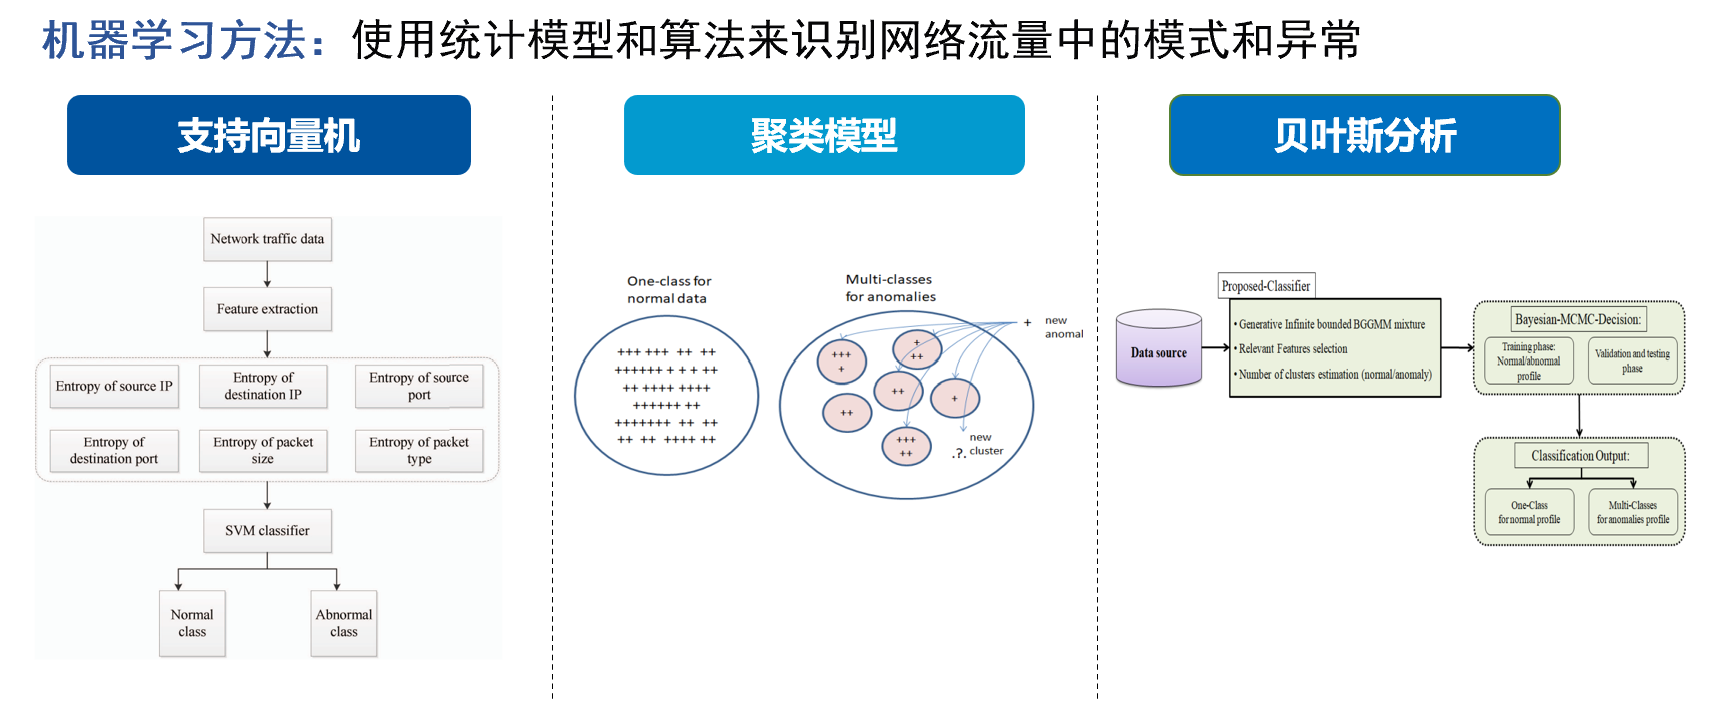 机器学习方法：使用统计模型和算法来识别网络流量中的模式和异常
支持向量机
Network traffic data
Feature extraction
Entropy of source IP
Entropy of
destination IP
Entropy of source
port
Entropy of
destination port
Entropy of packet
size
Entropy of packet
type
SVM classifier
Normal
class
Abnormal
class
聚类模型
One-class for
normal data
+++ +++ ++ ++
++++++ + + + ++
++ ++++ ++++
++++++ ++
+++++++ ++ ++
++ ++ ++++ ++
Multi-classes
for anomalies
+ new
anomal
+++
+
+
++
++
+
++
+++
++
new
.?. cluster
贝叶斯分析
Data source
Proposed-Classifier
• Generative Infinite bounded BGGMM mixture
• Relevant Features selection
• Number of clusters estimation (normal/anomaly)
Bayesian-MCMC-Decision:
Training phase:
Normal/abnormal
profile
Validation and testing
phase
Classification Output:
One-Class
for normal profile
Multi-Classes
for anomalies profile